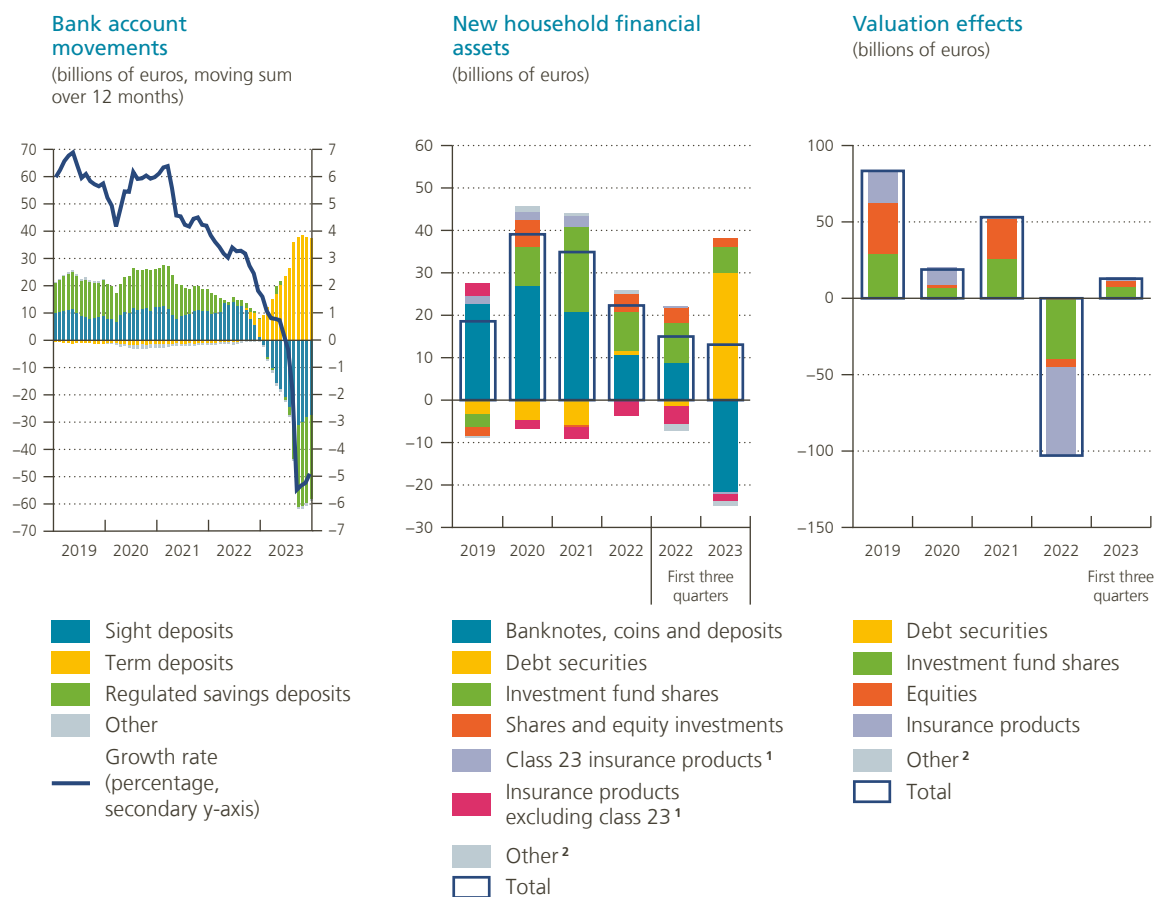 Bank account
movements
(billions of euros, moving sum
over 12 months)
70
60
50
40
30
20
10
0
−10
−20
−30
−40
−50
−60
−70
7
6
5
4
3
2
1
0
−1
−2
−3
−4
−5
−6
−7
2019 2020 2021 2022 2023
Sight deposits
Term deposits
Regulated savings deposits
Other
Growth rate
(percentage,
secondary y-axis)
New household financial
assets
(billions of euros)
60
50
40
30
20
10
0
−10
−20
−30
2019 2020 2021 2022 2022 2023
First three
quarters
Banknotes, coins and deposits
Debt securities
Investment fund shares
Shares and equity investments
Class 23 insurance products 1
Insurance products
excluding class 23 1
Other 2
Total
Valuation effects
(billions of euros)
100
50
0
−50
−100
−150
2019 2020 2021 2022 2023
First three
quarters
Debt securities
Investment fund shares
Equities
Insurance products
Other 2
Total